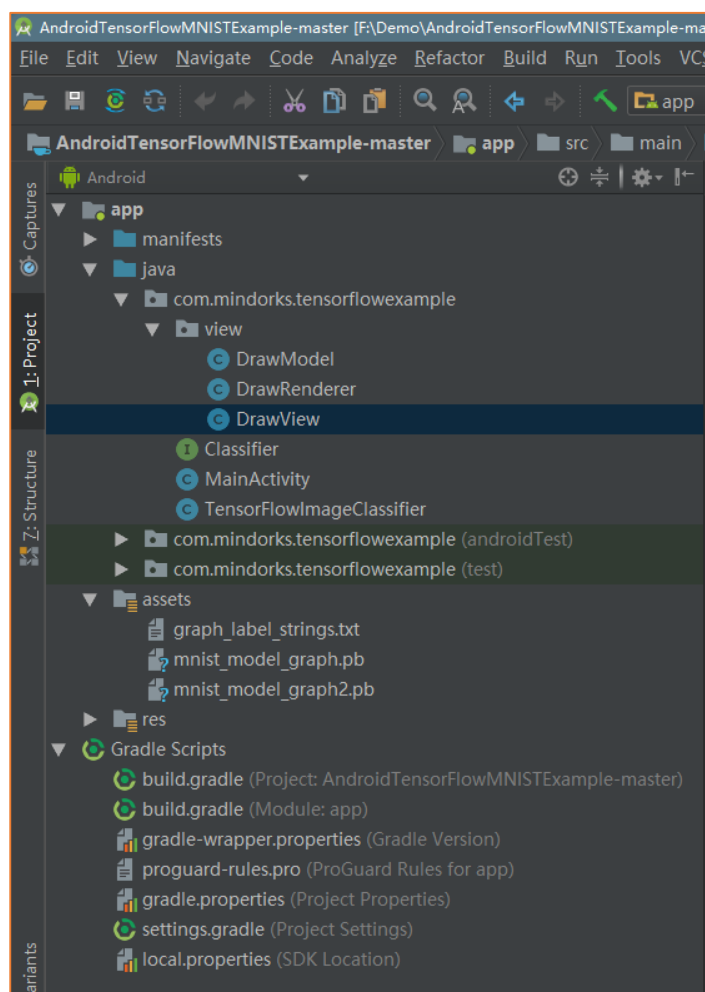 AndroidTensorFlowMNISTExample-master [F:\Demo\AndroidTensorFlowMNISTExample-ma
File Edit View Navigate Code Analyze Refactor Build Run Tools VCS
app
AndroidTensorFlowMNISTExample-master app src main
Android
Captures
1: Project
7: Structure
ariants
app
manifests
java
com.mindorks.tensorflowexample
view
DrawModel
DrawRenderer
DrawView
Classifier
MainActivity
TensorFlowImageClassifier
com.mindorks.tensorflowexample (androidTest)
com.mindorks.tensorflowexample (test)
assets
graph_label_strings.txt
mnist_model_graph.pb
mnist_model_graph2.pb
res
Gradle Scripts
build.gradle (Project: AndroidTensorFlowMNISTExample-master)
build.gradle (Module: app)
gradle-wrapper.properties (Gradle Version)
proguard-rules.pro (ProGuard Rules for app)
gradle.properties (Project Properties)
settings.gradle (Project Settings)
local.properties (SDK Location)